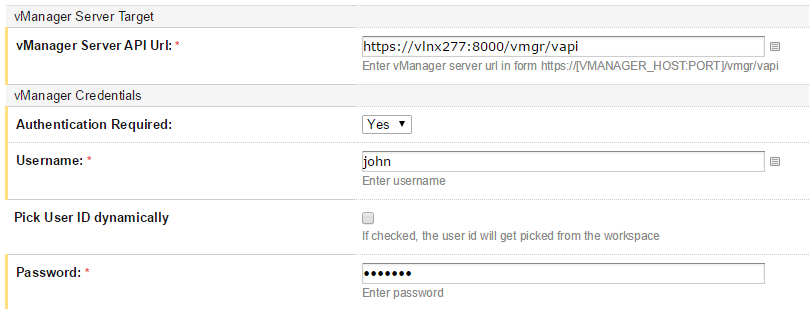 vManager Server Target
vManager Server API Url: *
https://vlnx277:8000/vmgr/vapi
Enter vManager server url in form https://[VMANAGER_HOST:PORT]/vmgr/vapi
vManager Credentials
Authentication Required:
Yes
Username: *
john
Enter username
Pick User ID dynamically
If checked, the user id will get picked from the workspace
Password: *
•••••••
Enter password